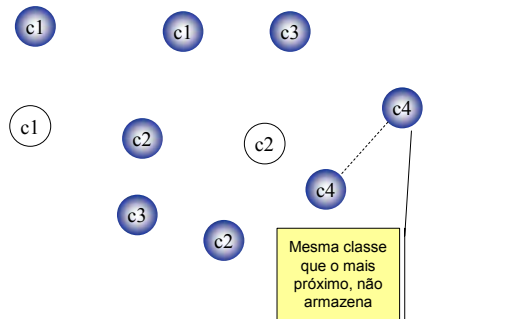 c1
c1
c3
c4
c1
c2
c2
c4
c3
c2
Mesma classe
que o mais
próximo, não
armazena